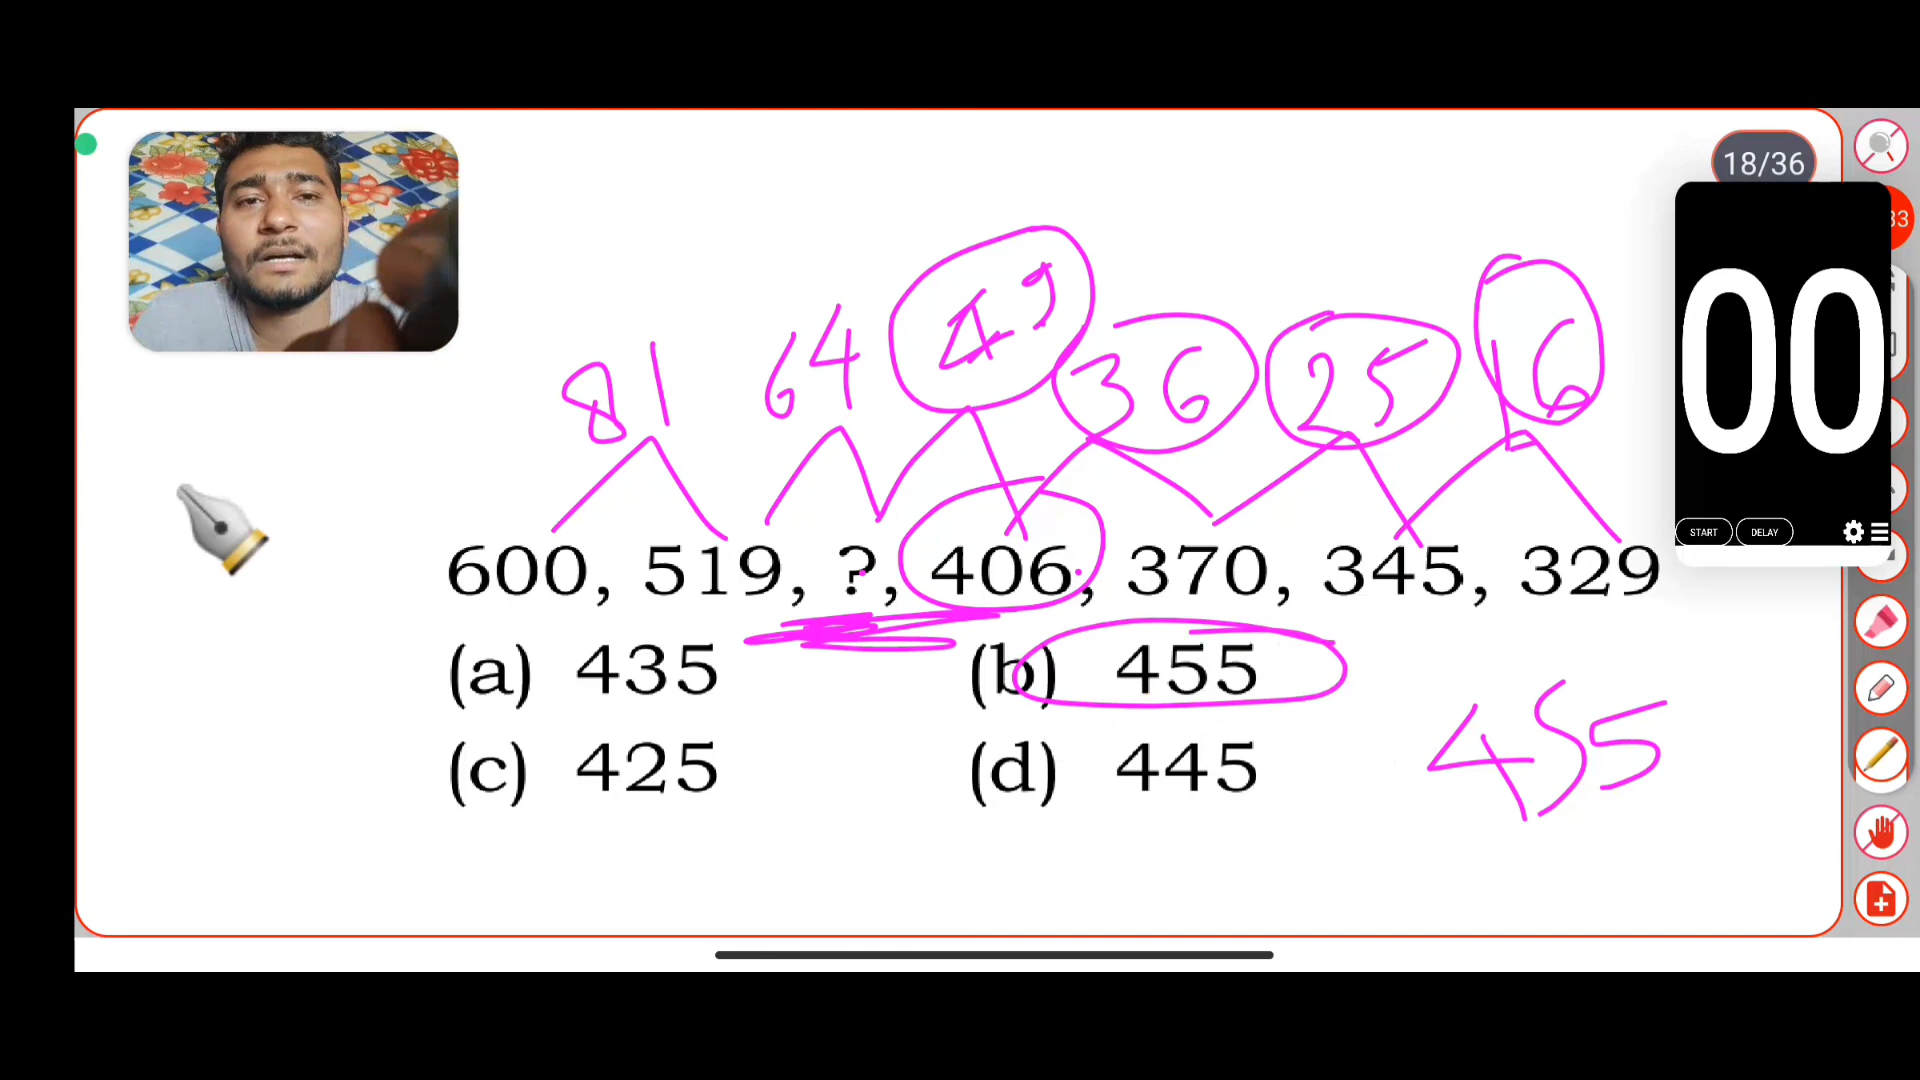 18/36
33
81 64 49 36 25 16
00
START DELAY
600, 519, ?, 406, 370, 345, 329
(a) 435 (b) 455
455
(c) 425 (d) 445